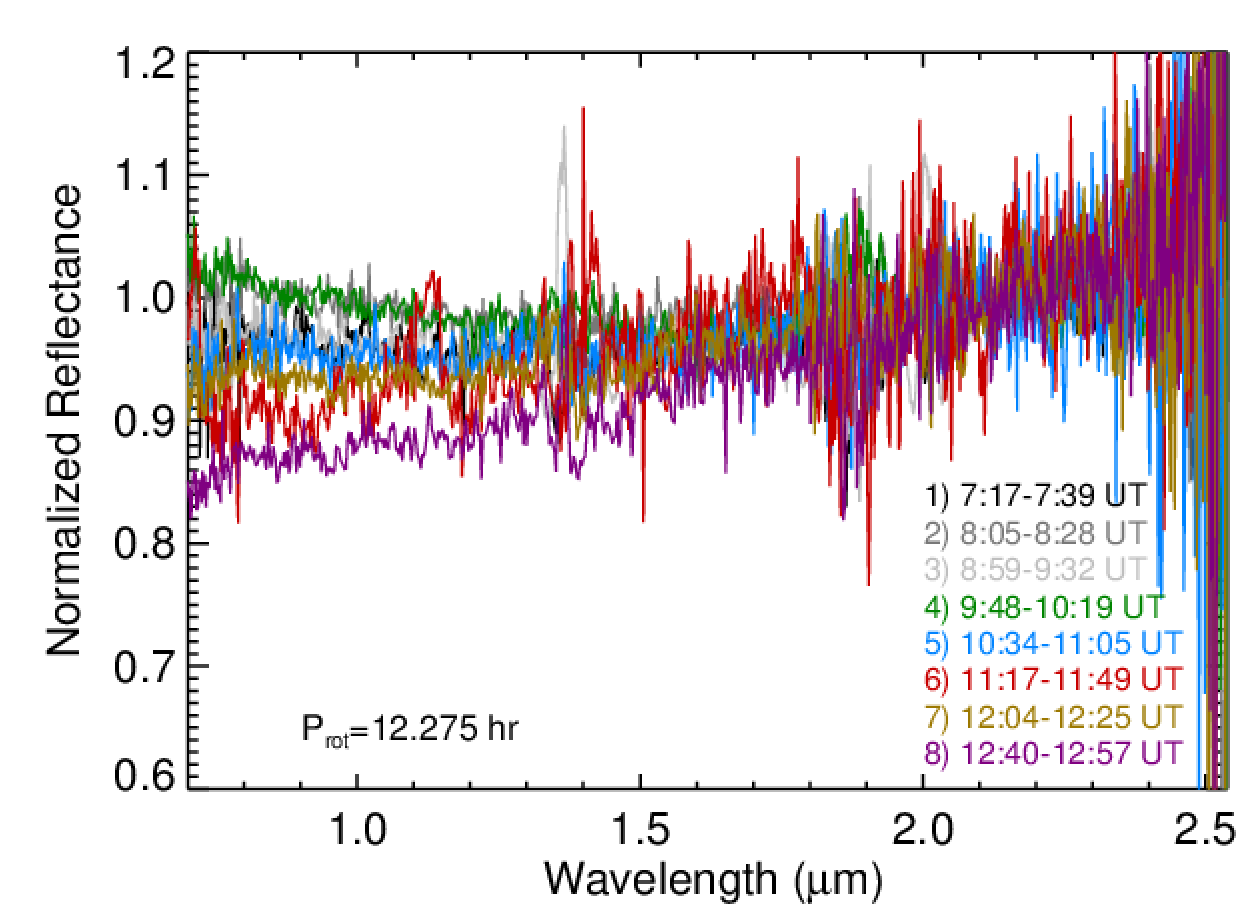 1.2
1.1
1.0
0.9
0.8
0.7
0.6
Normalized Reflectance
1) 7:17-7:39 UT
2) 8:05-8:28 UT
3) 8:59-9:32 UT
4) 9:48-10:19 UT
5) 10:34-11:05 UT
6) 11:17-11:49 UT
7) 12:04-12:25 UT
8) 12:40-12:57 UT
Prot=12.275 hr
1.0 1.5 2.0 2.5
Wavelength (μm)